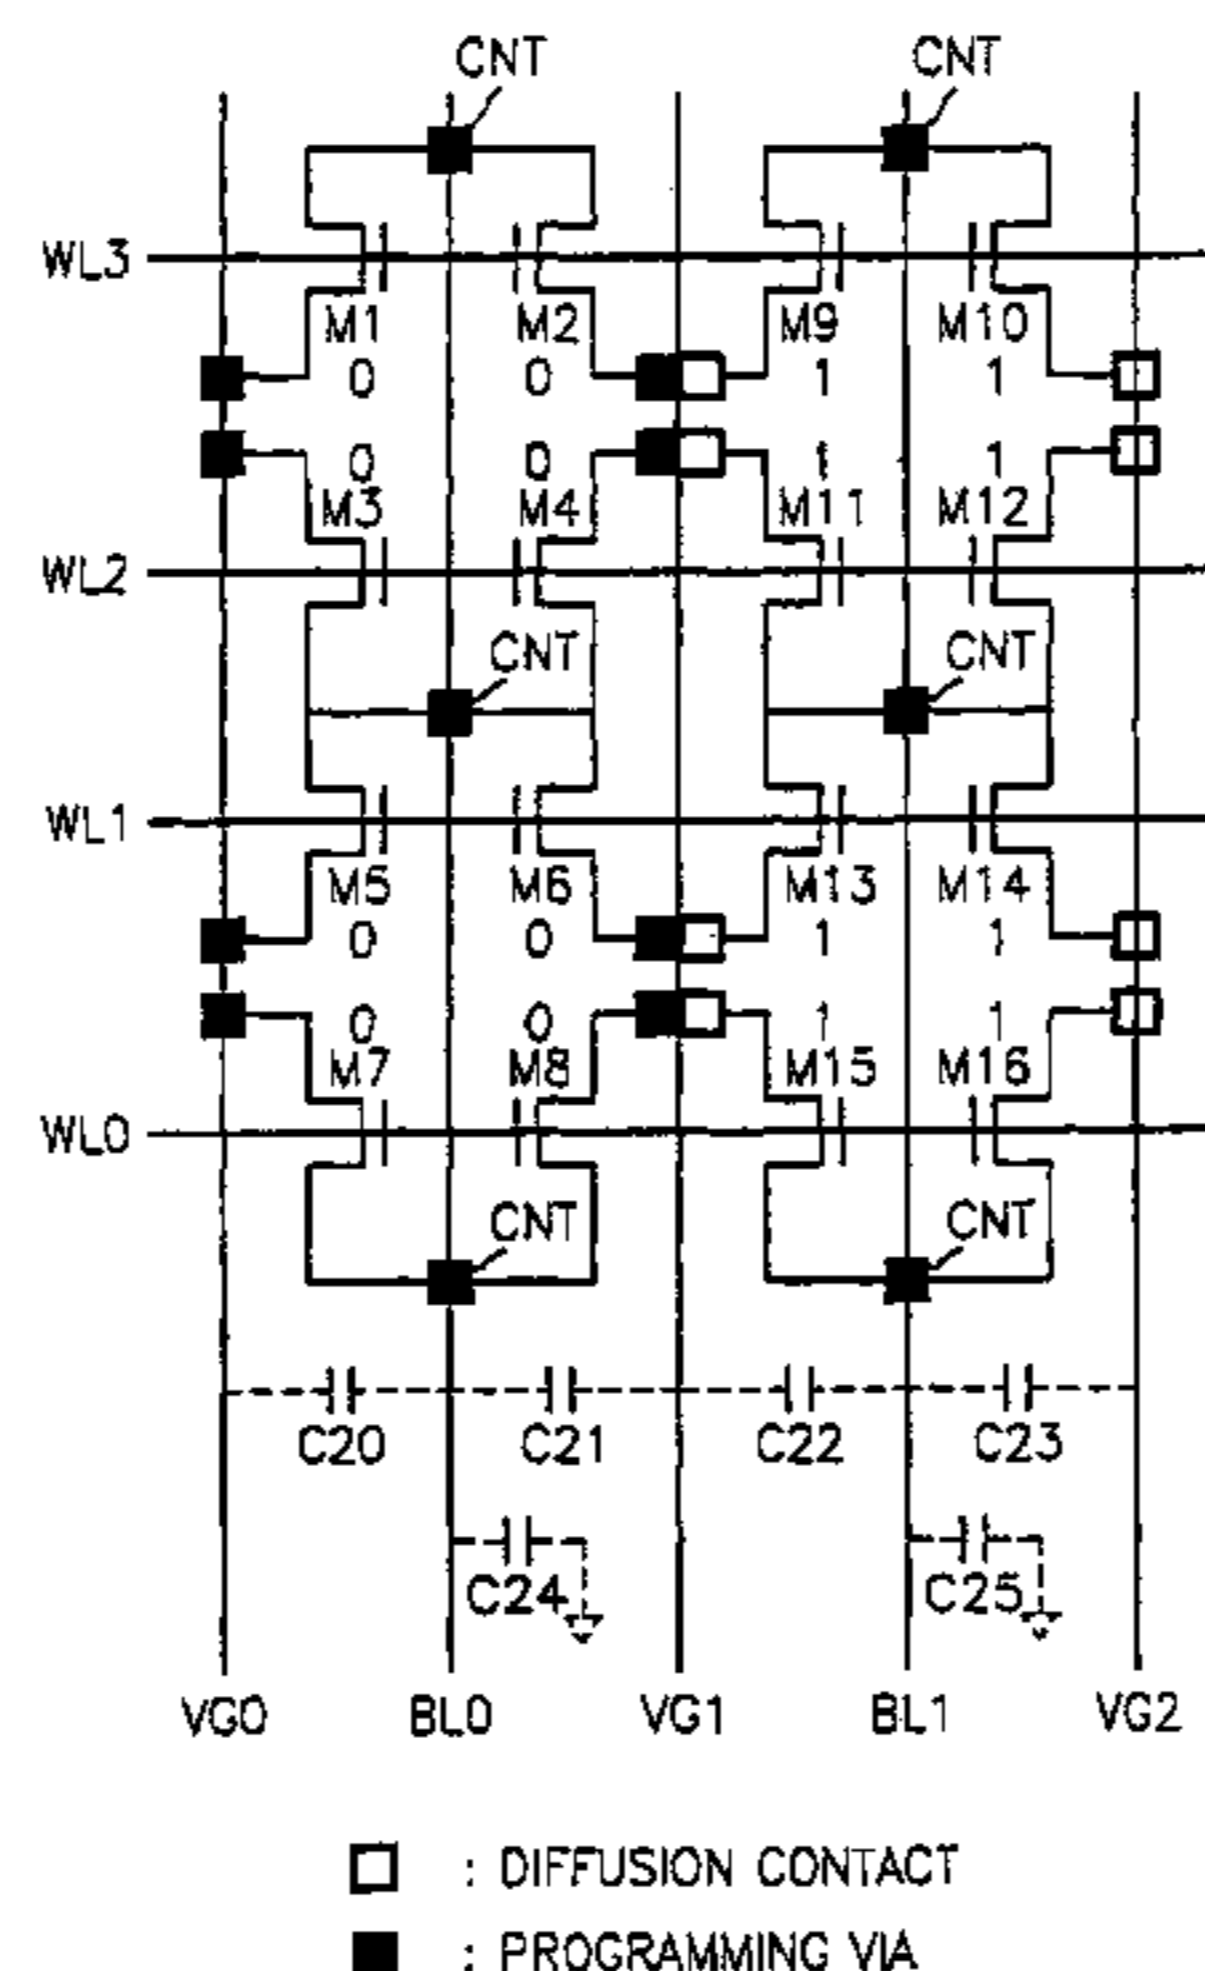 CNT CNT
WL3
M1 M2 M9 M10
0 0 1 1
0 0 1 1
M3 M4 M11 M12
WL2
CNT CNT
WL1
M5 M6 M13 M14
0 0 1 1
0 0 1 1
M7 M8 M15 M16
WL0
CNT CNT
C20 C21 C22 C23
C24 C25
VG0 BL0 VG1 BL1 VG2
: DIFFUSION CONTACT
: PROGRAMMING VIA